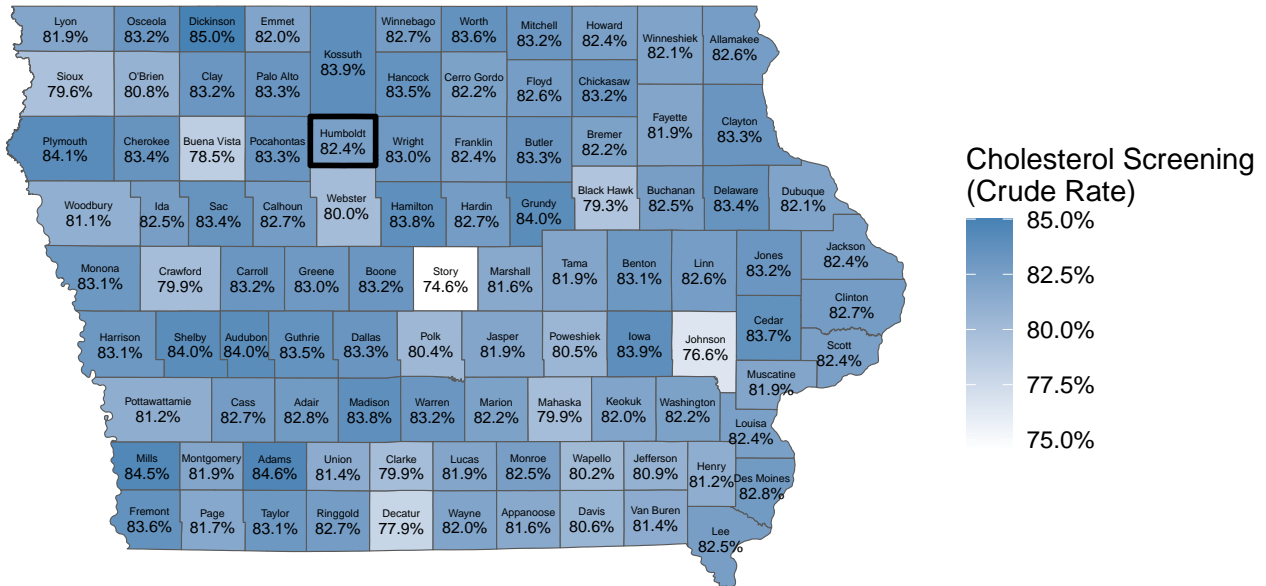 Lyon
81.9%
Osceola
83.2%
Dickinson
85.0%
Emmet
82.0%
Kossuth
83.9%
Winnebago
82.7%
Worth
83.6%
Mitchell
83.2%
Howard
82.4%
Winneshiek
82.1%
Allamakee
82.6%
Sioux
79.6%
O'Brien
80.8%
Clay
83.2%
Palo Alto
83.3%
Hancock
83.5%
Cerro Gordo
82.2%
Floyd
82.6%
Chickasaw
83.2%
Fayette
81.9%
Clayton
83.3%
Plymouth
84.1%
Cherokee
83.4%
Buena Vista
78.5%
Pocahontas
83.3%
Humboldt
82.4%
Wright
83.0%
Franklin
82.4%
Butler
83.3%
Bremer
82.2%
Woodbury
81.1%
Ida
82.5%
Sac
83.4%
Calhoun
82.7%
Webster
80.0%
Hamilton
83.8%
Hardin
82.7%
Grundy
84.0%
Black Hawk
79.3%
Buchanan
82.5%
Delaware
83.4%
Dubuque
82.1%
Monona
83.1%
Crawford
79.9%
Carroll
83.2%
Greene
83.0%
Boone
83.2%
Story
74.6%
Marshall
81.6%
Tama
81.9%
Benton
83.1%
Linn
82.6%
Jones
83.2%
Jackson
82.4%
Clinton
82.7%
Harrison
83.1%
Shelby
84.0%
Audubon
84.0%
Guthrie
83.5%
Dallas
83.3%
Polk
80.4%
Jasper
81.9%
Poweshiek
80.5%
Iowa
83.9%
Johnson
76.6%
Cedar
83.7%
Scott
82.4%
Muscatine
81.9%
Pottawattamie
81.2%
Cass
82.7%
Adair
82.8%
Madison
83.8%
Warren
83.2%
Marion
82.2%
Mahaska
79.9%
Keokuk
82.0%
Washington
82.2%
Louisa
82.4%
Mills
84.5%
Montgomery
81.9%
Adams
84.6%
Union
81.4%
Clarke
79.9%
Lucas
81.9%
Monroe
82.5%
Wapello
80.2%
Jefferson
80.9%
Henry
81.2%
Des Moines
82.8%
Fremont
83.6%
Page
81.7%
Taylor
83.1%
Ringgold
82.7%
Decatur
77.9%
Wayne
82.0%
Appanoose
81.6%
Davis
80.6%
Van Buren
81.4%
Lee
82.5%
Cholesterol Screening
(Crude Rate)
85.0%
82.5%
80.0%
77.5%
75.0%